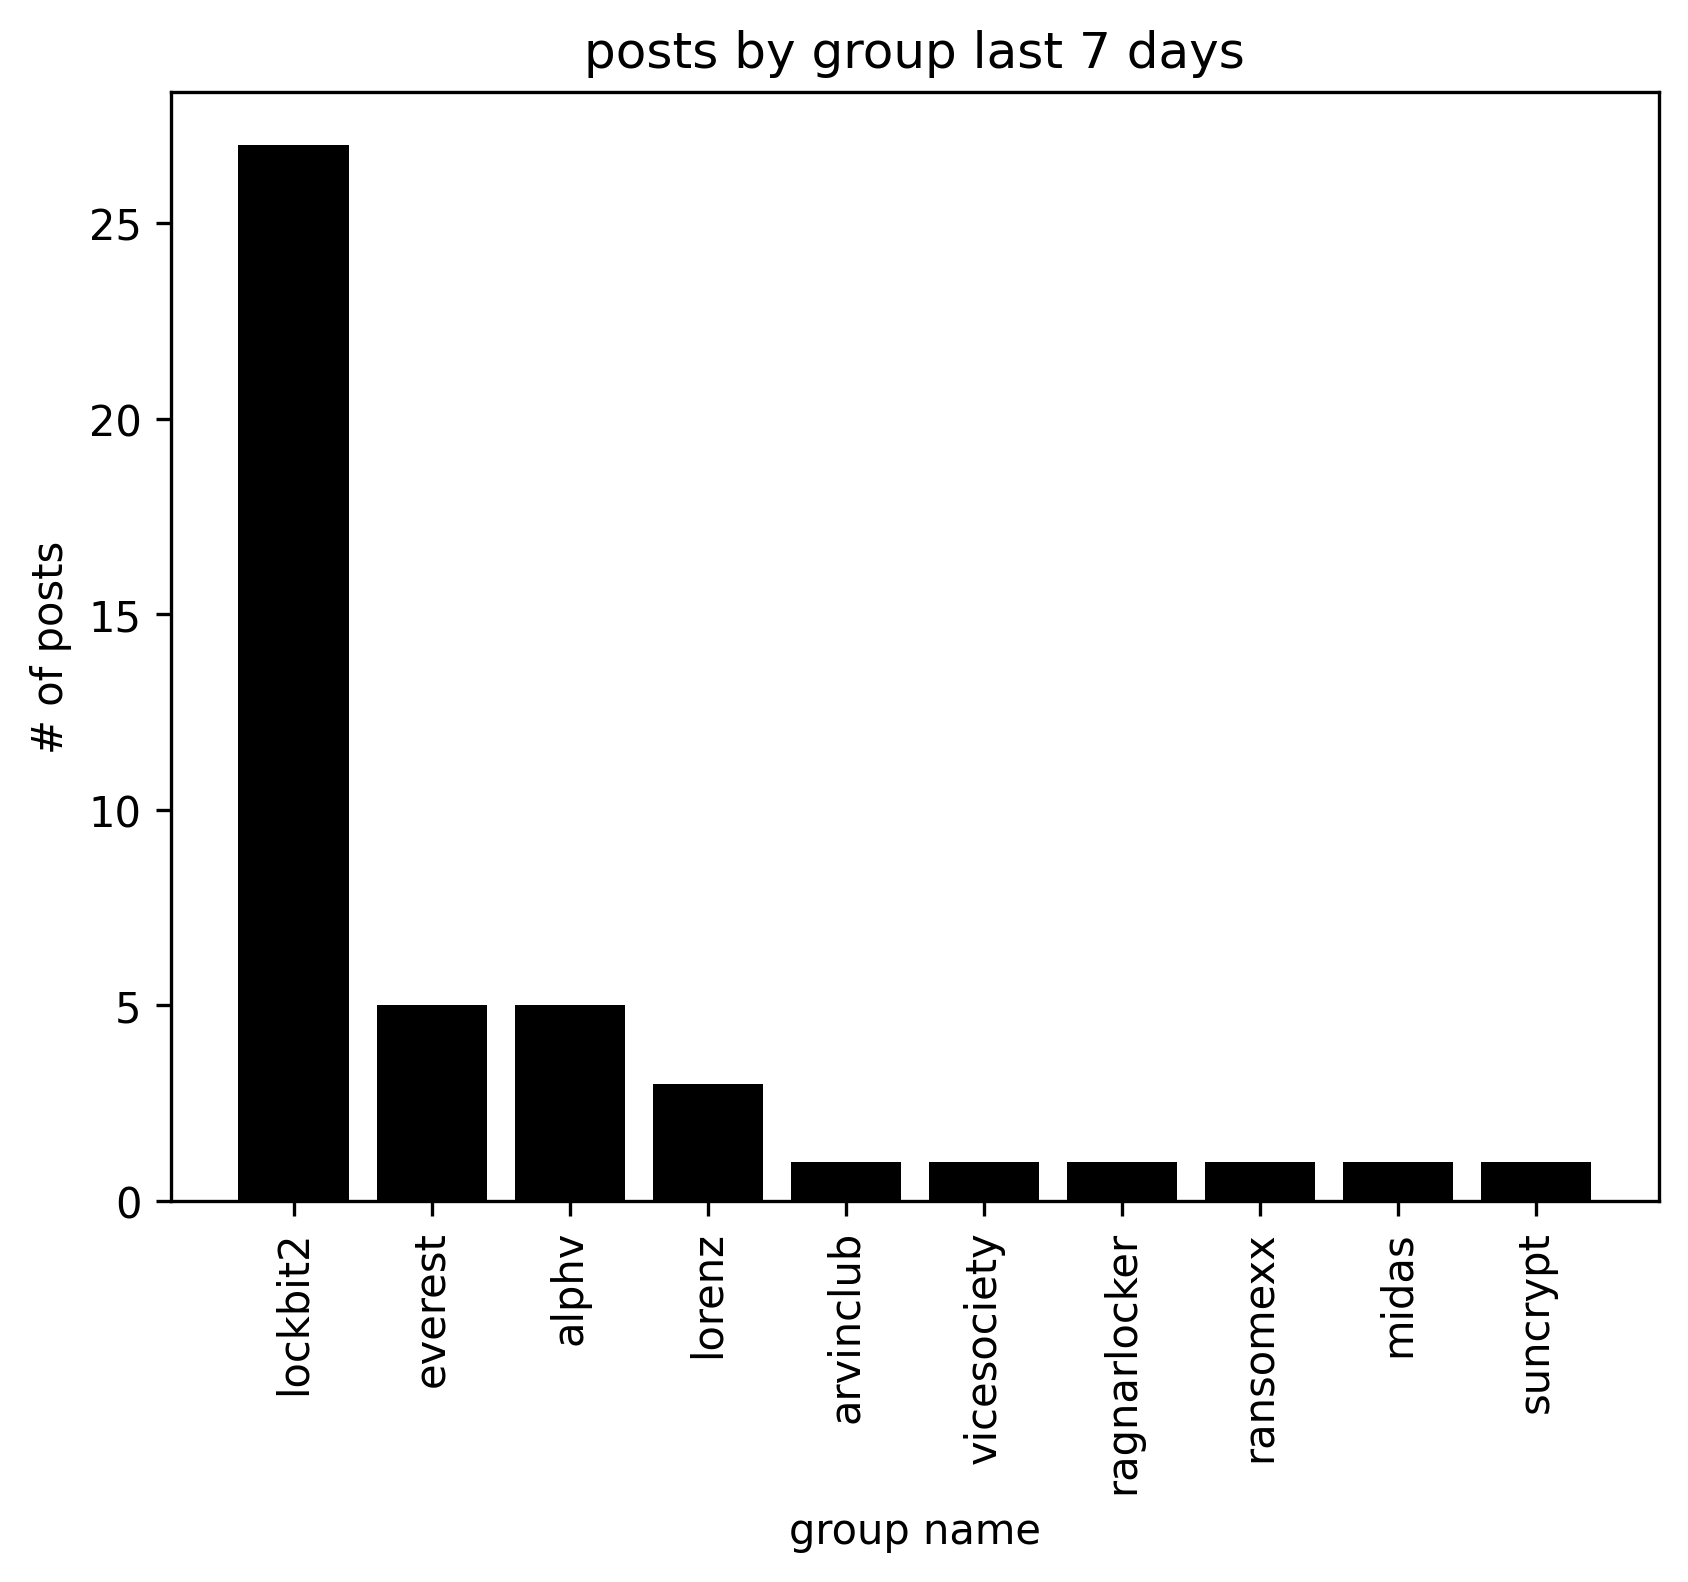 posts by group last 7 days
# of posts
25
20
15
10
5
0
lockbit2
everest
alphv
lorenz
arvinclub
vicesociety
ragnarlocker
ransomexx
midas
suncrypt
group name